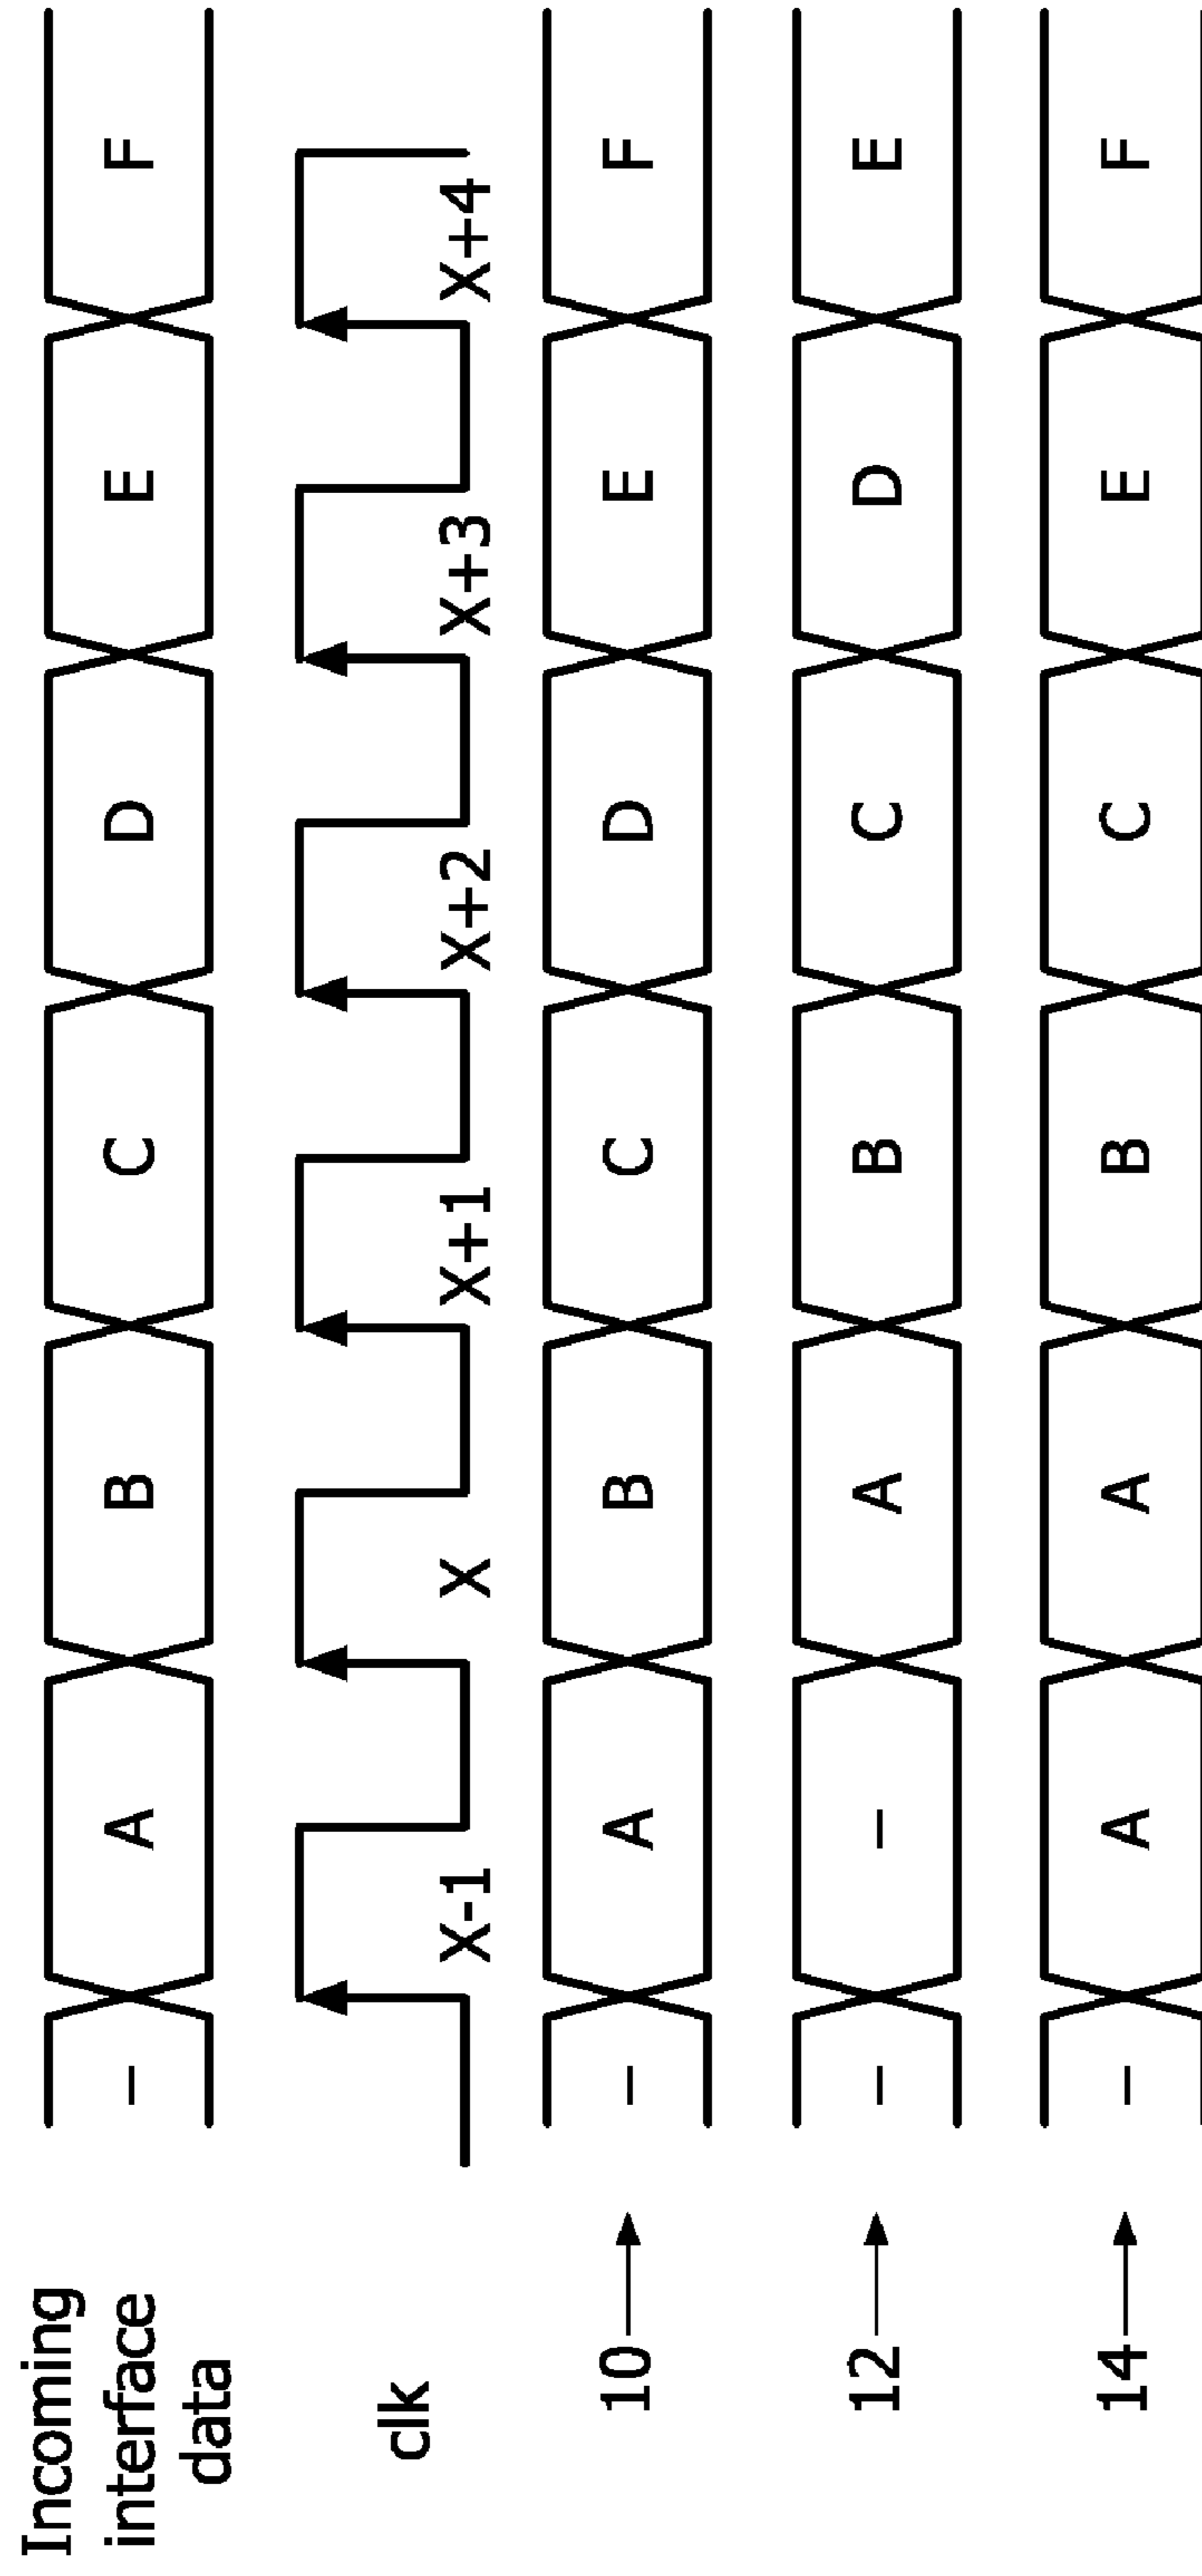 Incoming
interface
data
– A B C D E F
clk
X-1 X X+1 X+2 X+3 X+4
10 – A B C D E F
12 – – A B C D E
14 – A A B C E F